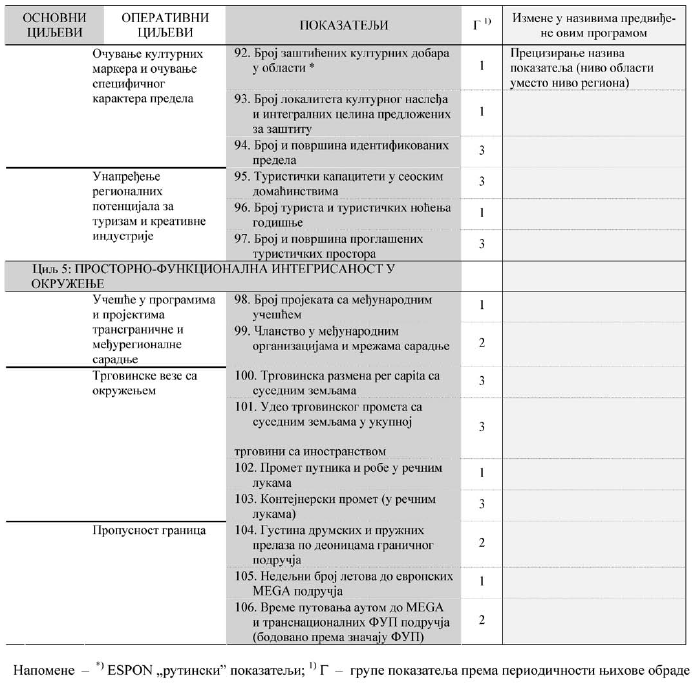 ОСНОВНИ ЦИЉЕВИ
ОПЕРАТИВНИ ЦИЉЕВИ
ПОКАЗАТЕЉИ
Г 1)
Измене у називима предвиђе-
не овим програмом
Очување културних
маркера и очување
специфичног
карактера предела
92. Број заштићених културних добара
у области *
1
Прецизирање назива
показатеља (ниво области
уместо ниво региона)
93. Број локалитета културног наслеђа
и интегралних целина предложених
за заштиту
1
94. Број и површина идентификованих
предела
3
Унапређење
регионалних
потенцијала за
туризам и креативне
индустрије
95. Туристички капацитети у сеоским
домаћинствима
3
96. Број туриста и туристичких ноћења
годишње
1
97. Број и површина проглашених
туристичких простора
3
Циљ 5: ПРОСТОРНО-ФУНКЦИОНАЛНА ИНТЕГРИСАНОСТ У
ОКРУЖЕЊЕ
Учешће у програмима
и пројектима
трансграничне и
међурегионалне
сарадње
98. Број пројеката са међународним
учешћем
1
99. Чланство у међународним
организацијама и мрежама сарадње
2
Трговинске везе са
окружењем
100. Трговинска размена per capita са
суседним земљама
3
101. Удео трговинског промета са
суседним земљама у укупној
трговини са иностранством
3
102. Промет путника и робе у речним
лукама
1
103. Контејнерски промет (у речним
лукама)
3
Пропусност граница
104. Густина друмских и пружних
прелаза по деоницама граничног
подручја
2
105. Недељни број летова до европских
MEGA подручја
1
106. Време путовања аутом до MEGA
и транснационалних ФУП подручја
(бодовано према значају ФУП)
2
Напомене – *) ESPON „рутински” показатељи; 1) Г – групе показатеља према периодичности њихове обраде